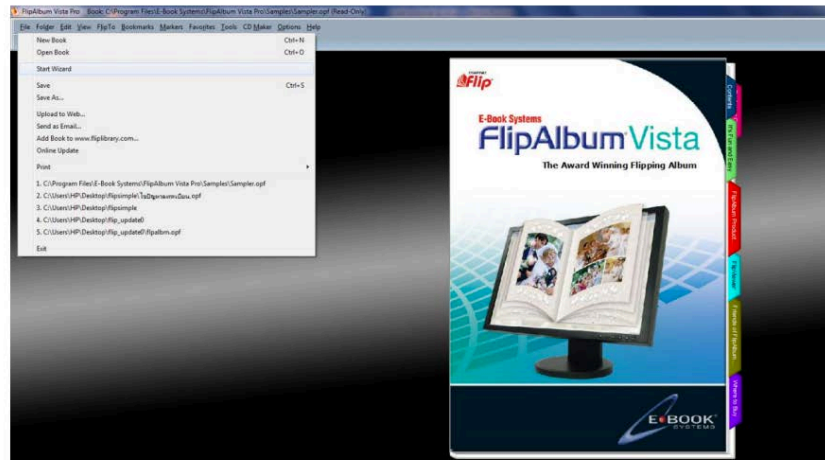 FlipAlbum Vista Pro Book: C:\Program Files\E-Book Systems\FlipAlbum Vista Pro\Samples\Sampler.opf (Read-Only)
File Folder Edit View FlipTo Bookmarks Markers Favorites Tools CD Maker Options Help
New Book Ctrl+N
Open Book Ctrl+O
Start Wizard
Save Ctrl+S
Save As...
Upload to Web...
Send as Email...
Add Book to www.fliplibrary.com...
Online Update
Print
1. C:\Program Files\E-Book Systems\FlipAlbum Vista Pro\Samples\Sampler.opf
2. C:\Users\HP\Desktop\flipsimple\
3. C:\Users\HP\Desktop\flipsimple
4. C:\Users\HP\Desktop\flip_update0
5. C:\Users\HP\Desktop\flip_update0\flpalbm.opf
Exit
Flip
E-Book Systems
FlipAlbum Vista
The Award Winning Flipping Album
E-BOOK
SYSTEMS
Contents
It's Fun and Easy
FlipAlbum Product
FlipViewer
Friends of FlipAlbum
Where to Buy